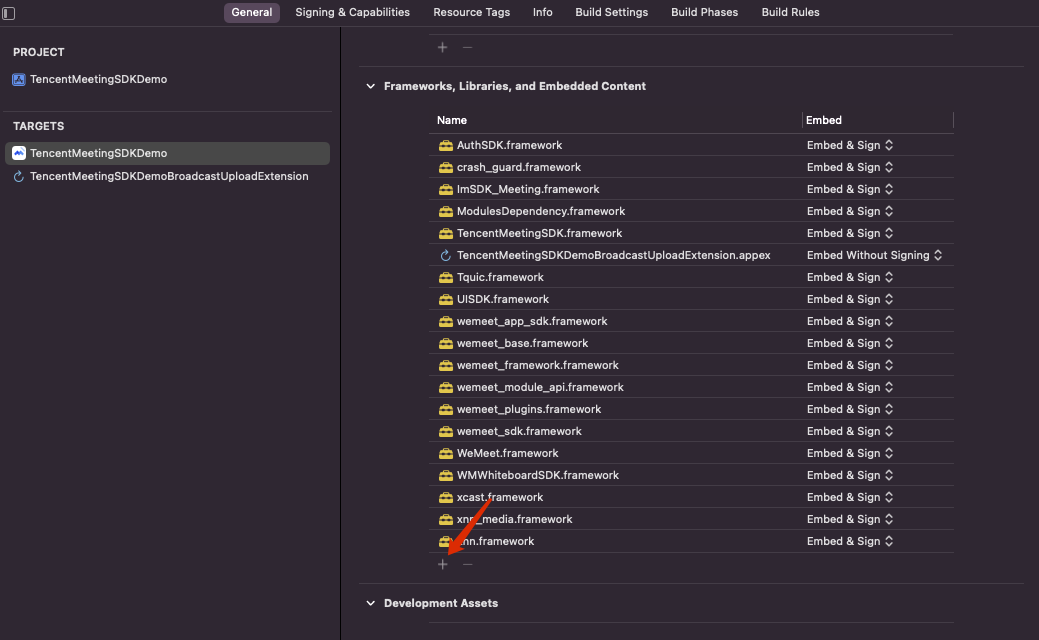 General Signing & Capabilities Resource Tags Info Build Settings Build Phases Build Rules
PROJECT
TencentMeetingSDKDemo
TARGETS
TencentMeetingSDKDemo
TencentMeetingSDKDemoBroadcastUploadExtension
Frameworks, Libraries, and Embedded Content
Name Embed
AuthSDK.framework Embed & Sign
crash_guard.framework Embed & Sign
ImSDK_Meeting.framework Embed & Sign
ModulesDependency.framework Embed & Sign
TencentMeetingSDK.framework Embed & Sign
TencentMeetingSDKDemoBroadcastUploadExtension.appex Embed Without Signing
Tquic.framework Embed & Sign
UISDK.framework Embed & Sign
wemeet_app_sdk.framework Embed & Sign
wemeet_base.framework Embed & Sign
wemeet_framework.framework Embed & Sign
wemeet_module_api.framework Embed & Sign
wemeet_plugins.framework Embed & Sign
wemeet_sdk.framework Embed & Sign
WeMeet.framework Embed & Sign
WMWhiteboardSDK.framework Embed & Sign
xcast.framework Embed & Sign
xnn_media.framework Embed & Sign
xnn.framework Embed & Sign
Development Assets